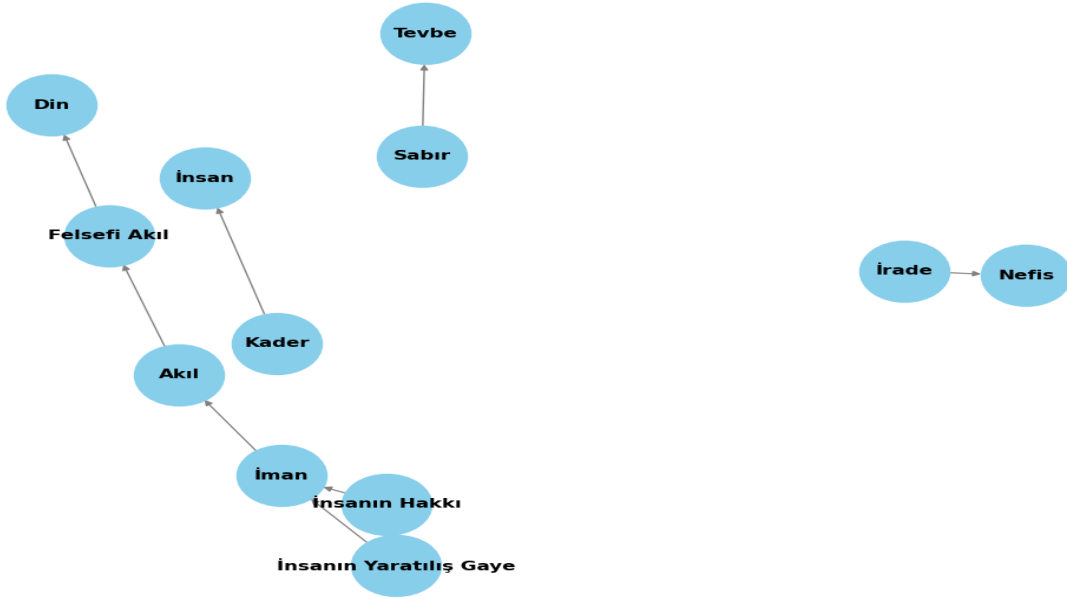 Tevbe
Din
Sabır
İnsan
Felsefi Akıl
İrade
Nefis
Kader
Akıl
İman
İnsanın Hakkı
İnsanın Yaratılış Gaye